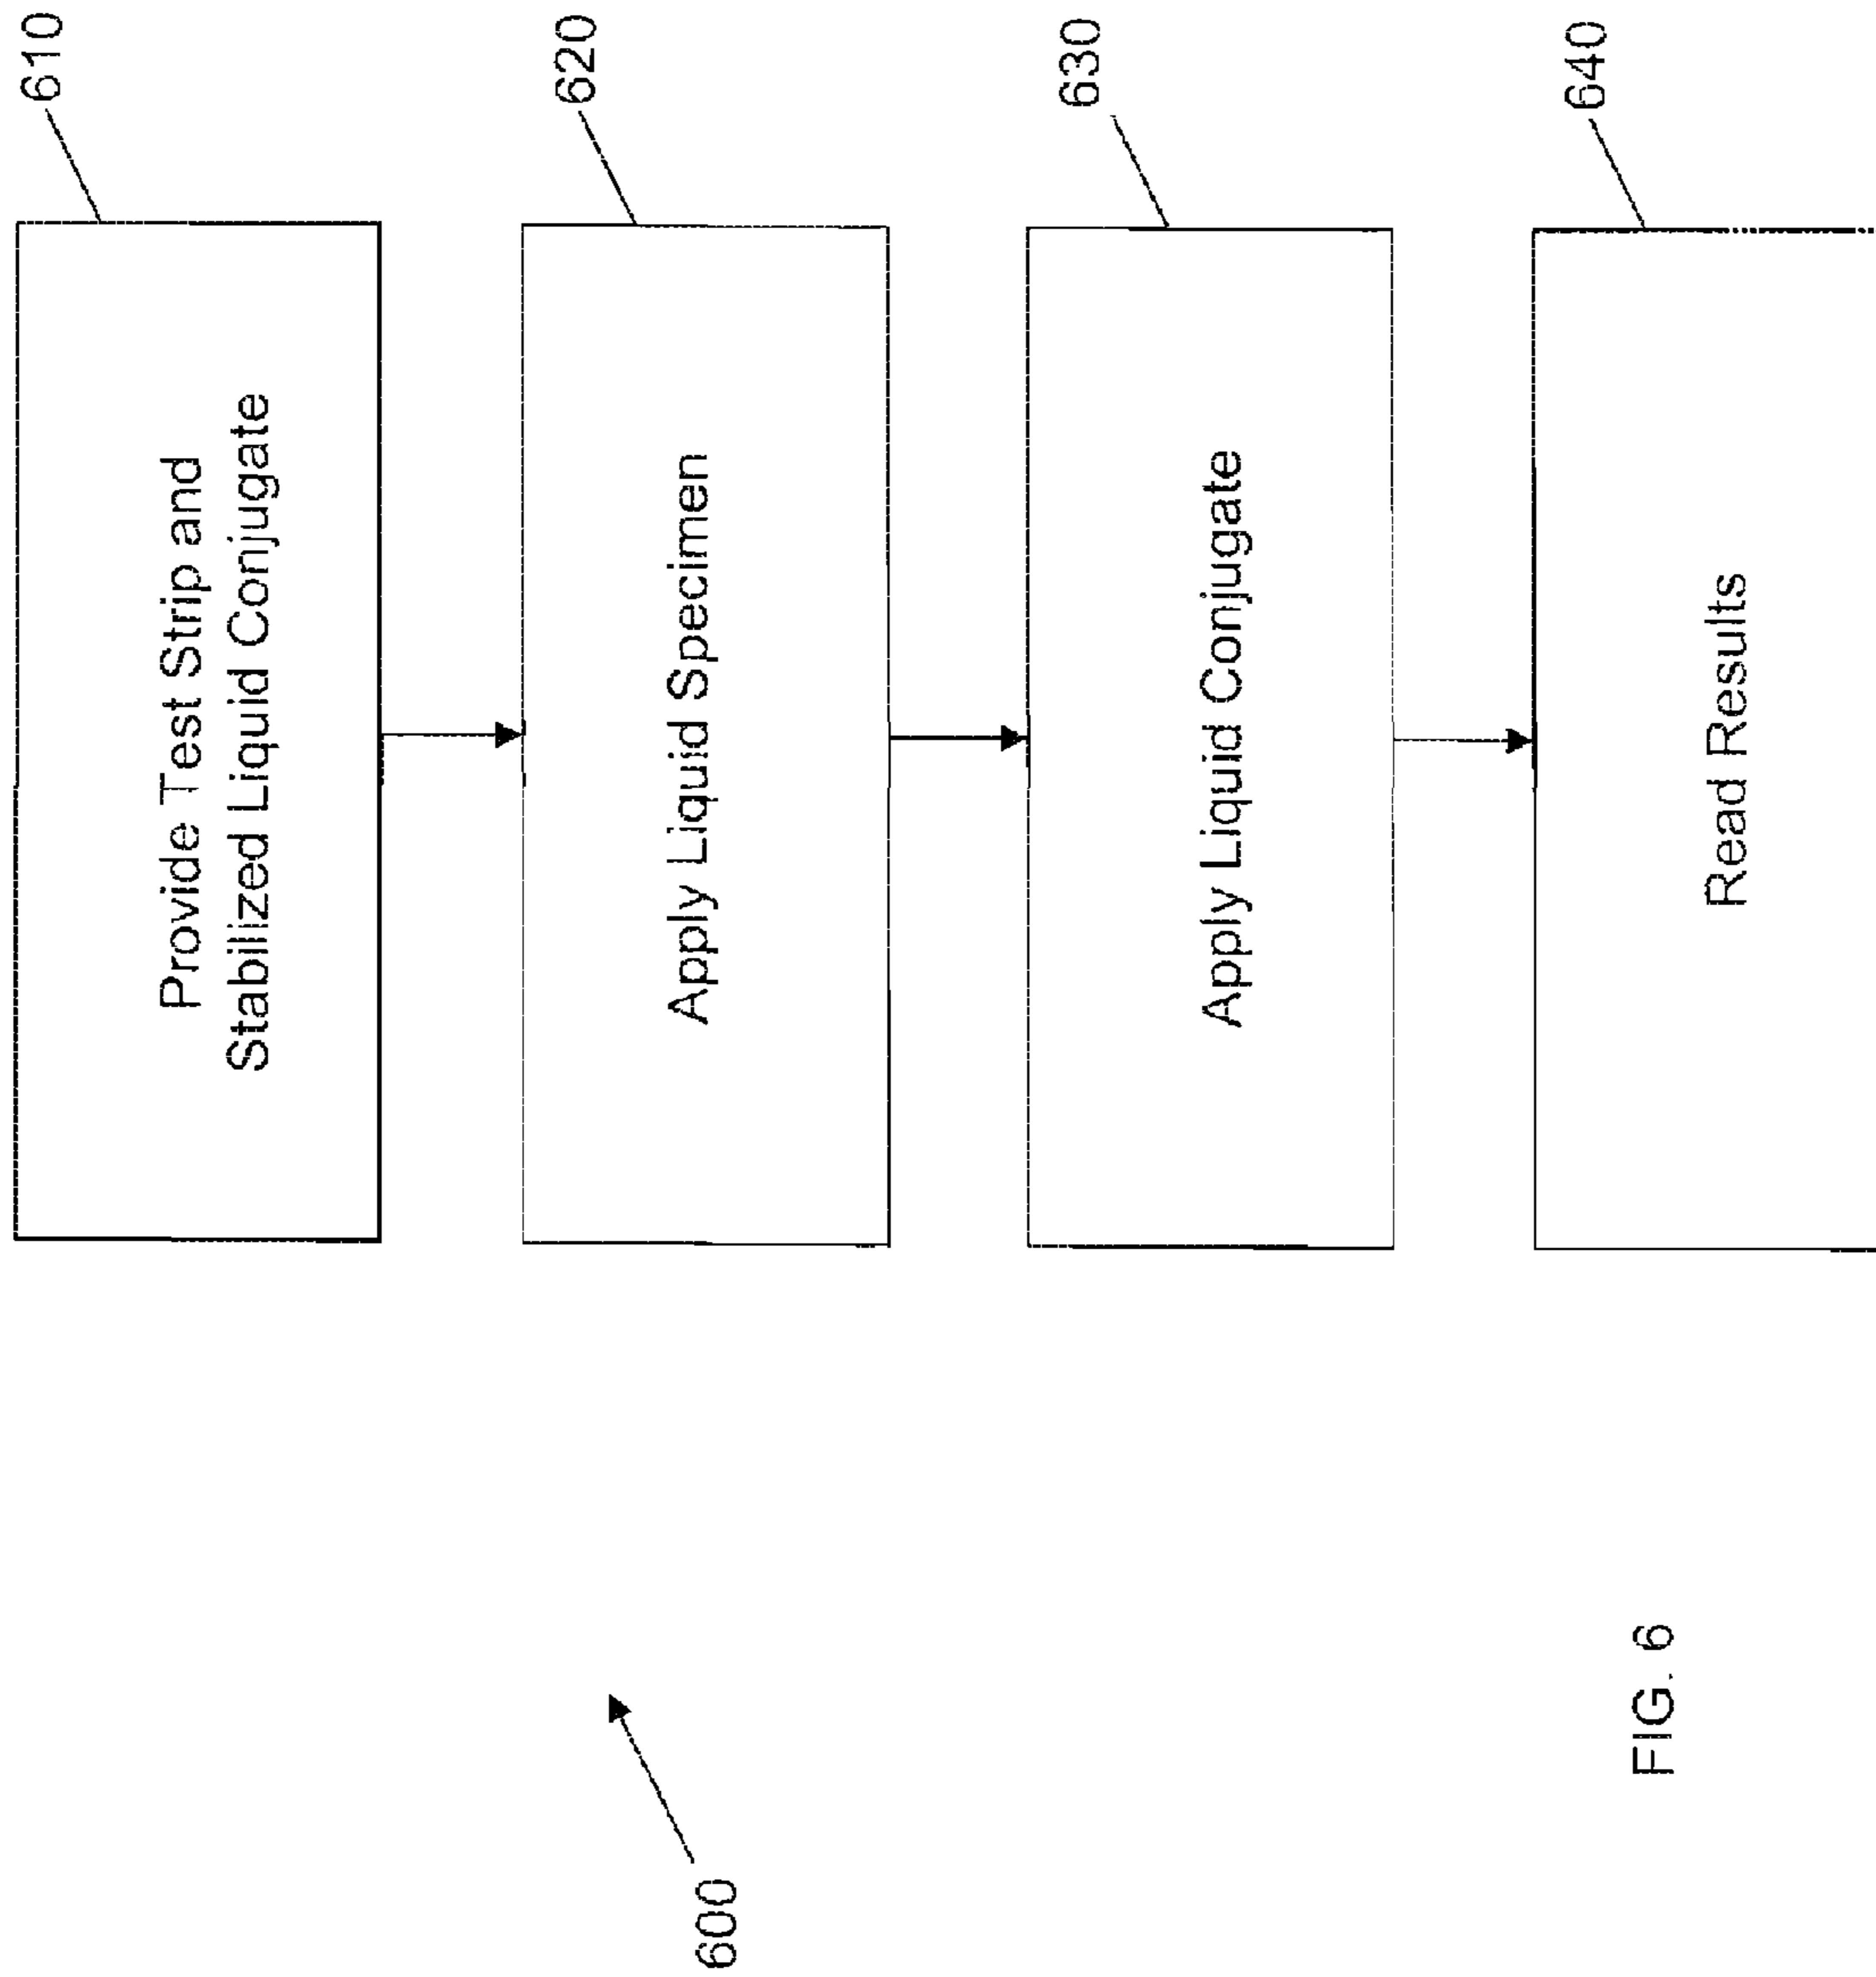 600
Provide Test Strip and
Stabilized Liquid Conjugate
610
Apply Liquid Specimen
620
Apply Liquid Conjugate
630
Read Results
640
FIG. 6